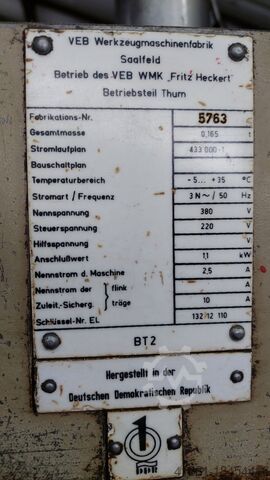 VEB Werkzeugmaschinenfabrik
Saalfeld
Betrieb des VEB WMK „Fritz Heckert"
Betriebsteil Thum
Fabrikations-Nr. 5763
Gesamtmasse 0,165 t
Stromlaufplan 433 000-1
Bauschaltplan
Temperaturbereich -5... +35 °C
Stromart / Frequenz 3 N~ / 50 Hz
Nennspannung 380 V
Steuerspannung 220 V
Hilfsspannung V
Anschlußwert 1,1 kW
Nennstrom d. Maschine 2,5 A
Nennstrom der flink A
Zuleit.-Sicherg. träge 10 A
Schlüssel-Nr. EL 132 12 110
BT2
Hergestellt in der
Deutschen Demokratischen Republik
1
DDR